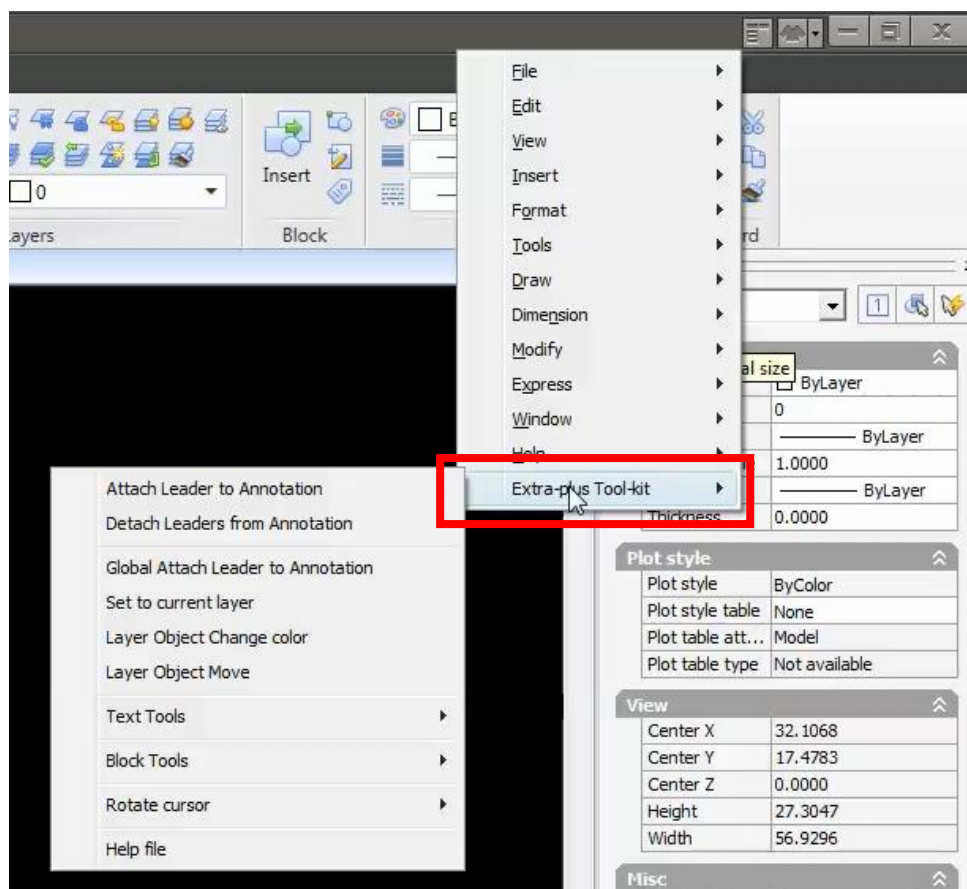 File
Edit
View
Insert
Format
Tools
Draw
Dimension
Modify
Express
Window
Help
Extra-plus Tool-kit
Insert
0
ayers
Block
rd
al size
ByLayer
0
ByLayer
1.0000
ByLayer
Thickness 0.0000
Attach Leader to Annotation
Detach Leaders from Annotation
Global Attach Leader to Annotation
Set to current layer
Layer Object Change color
Layer Object Move
Text Tools
Block Tools
Rotate cursor
Help file
Plot style
Plot style ByColor
Plot style table None
Plot table att... Model
Plot table type Not available
View
Center X 32.1068
Center Y 17.4783
Center Z 0.0000
Height 27.3047
Width 56.9296
Misc